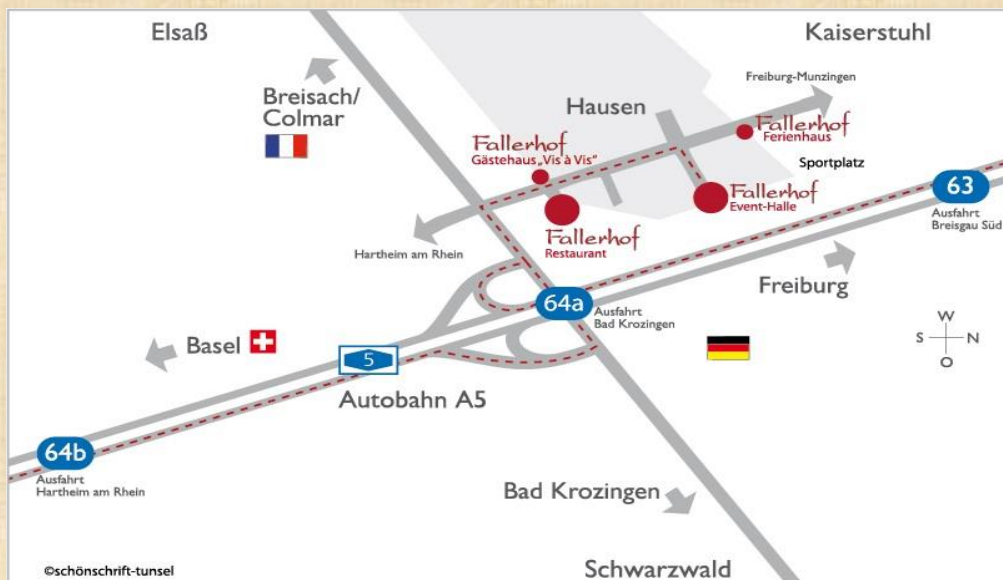 Elsaß
Kaiserstuhl
Breisach/
Colmar
Freiburg-Munzingen
Hausen
Fallerhof
Ferienhaus
Fallerhof
Gästehaus „Vis à Vis“
Sportplatz
Fallerhof
Event-Halle
63
Ausfahrt
Breisgau Süd
Fallerhof
Restaurant
Hartheim am Rhein
Freiburg
64a
Ausfahrt
Bad Krozingen
W
S N
O
Basel
5
Autobahn A5
64b
Ausfahrt
Hartheim am Rhein
Bad Krozingen
Schwarzwald
©schönschrift-tunsel